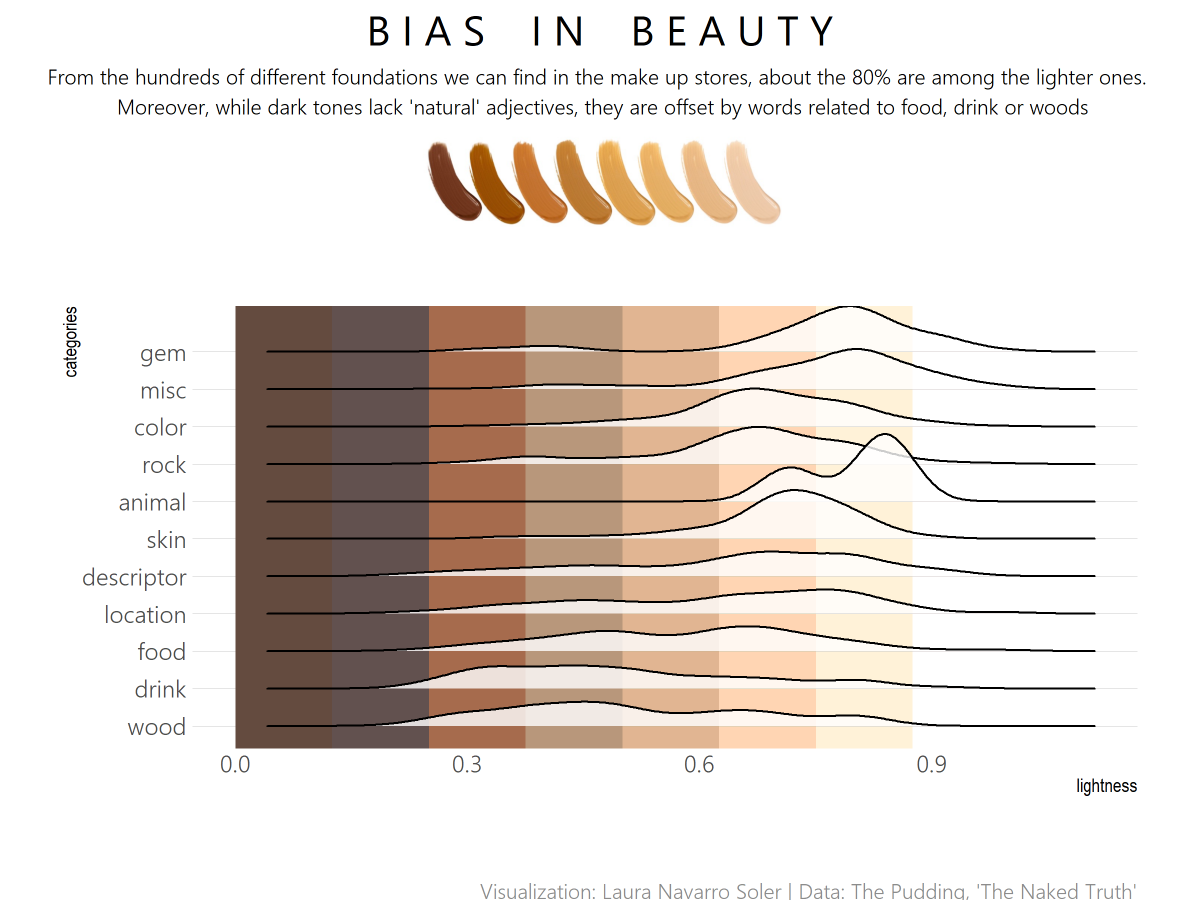 BIAS IN BEAUTY
From the hundreds of different foundations we can find in the make up stores, about the 80% are among the lighter ones.
Moreover, while dark tones lack 'natural' adjectives, they are offset by words related to food, drink or woods
categories
gem
misc
color
rock
animal
skin
descriptor
location
food
drink
wood
0.0 0.3 0.6 0.9
lightness
Visualization: Laura Navarro Soler | Data: The Pudding, 'The Naked Truth'